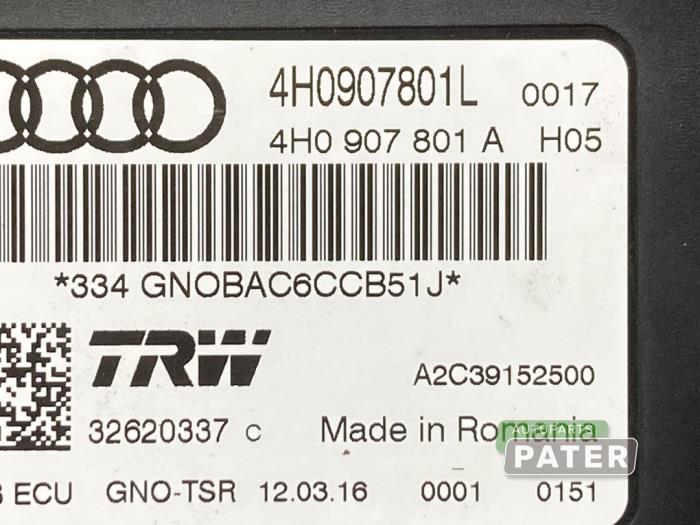 4H0907801L 0017
4H0 907 801 A H05
*334 GNOBAC6CCB51J*
TRW A2C39152500
32620337 C Made in Romania
ECU GNO-TSR 12.03.16 0001 0151
AUTOPARTS
PATER